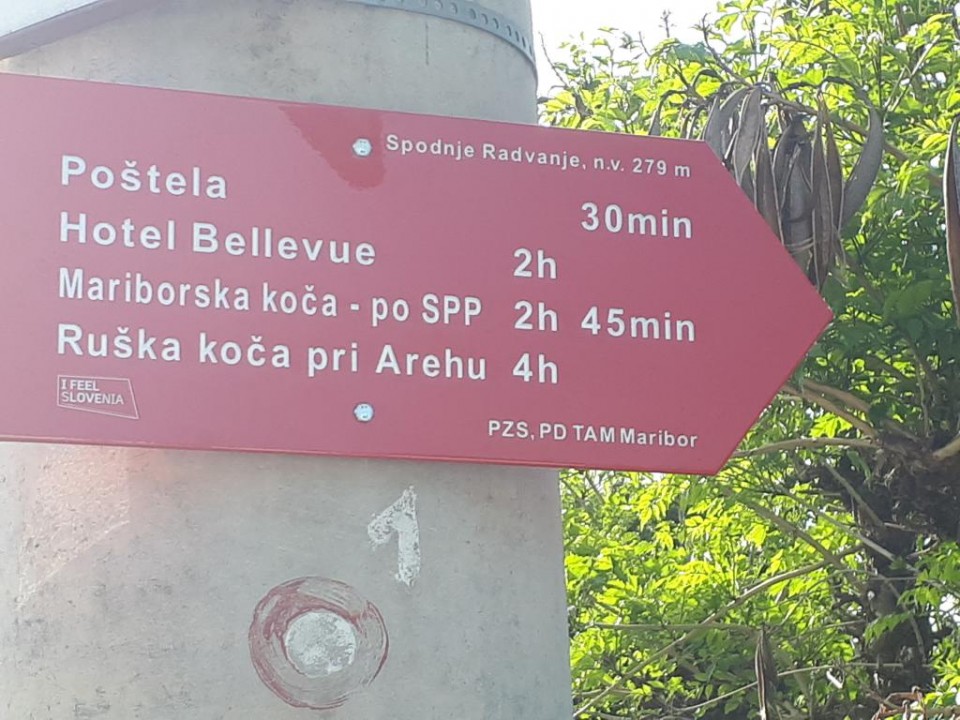 Spodnje Radvanje, n.v. 279 m
Poštela 30min
Hotel Bellevue 2h
Mariborska koča - po SPP 2h 45min
Ruška koča pri Arehu 4h
I FEEL
SLOVENIA
PZS, PD TAM Maribor
1